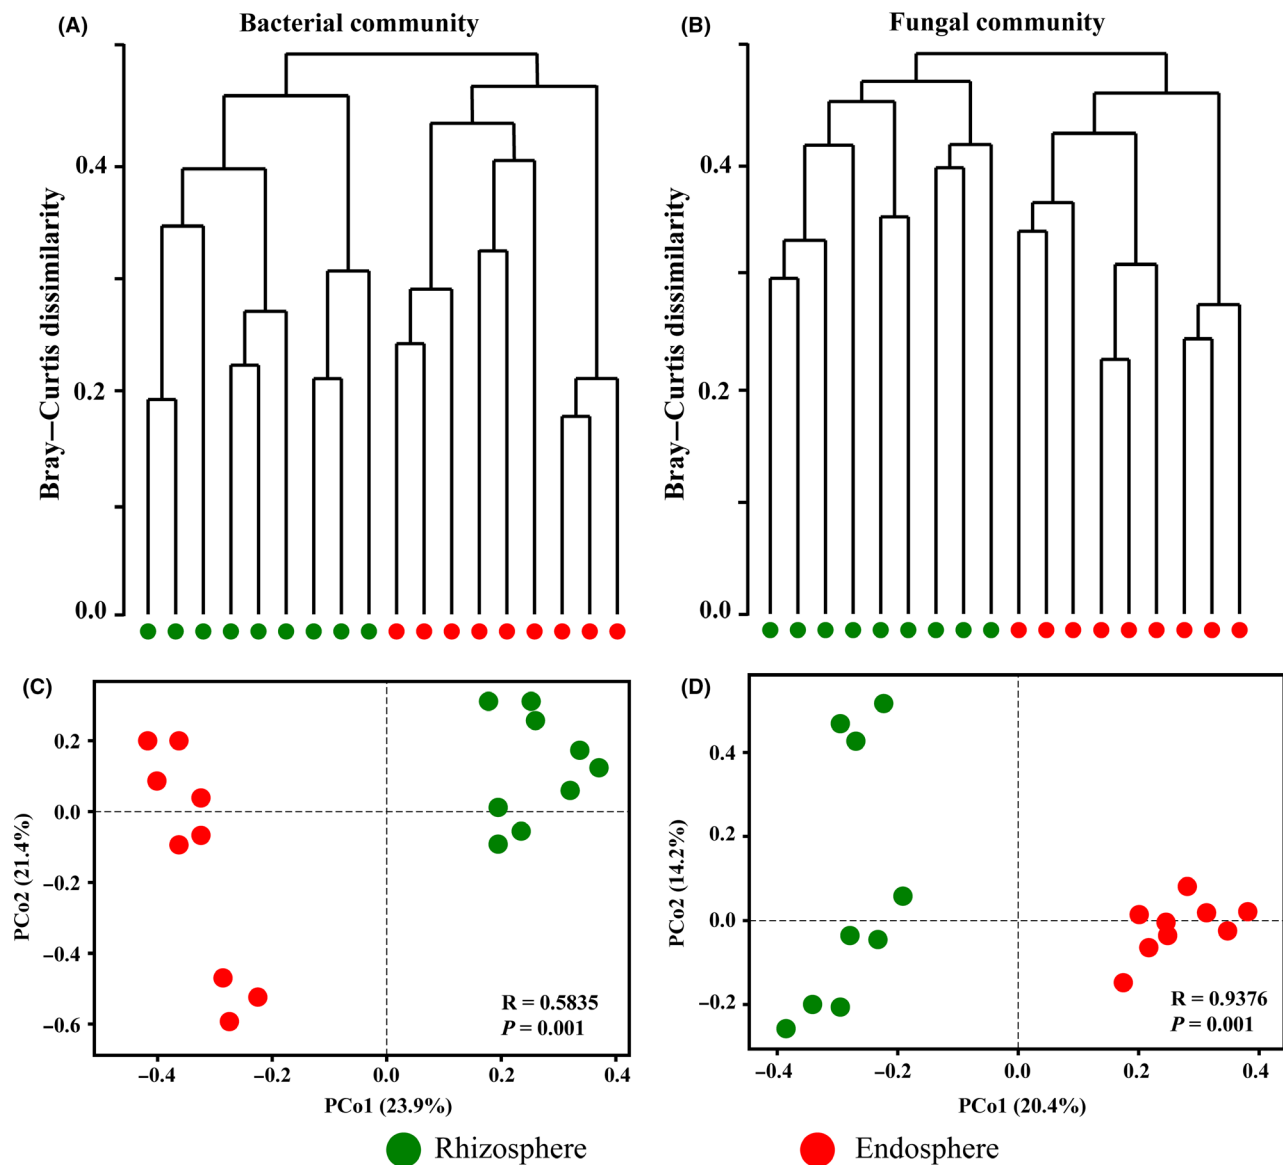 (A)
Bacterial community
Bray–Curtis dissimilarity
0.4
0.2
0.0
(B)
Fungal community
Bray–Curtis dissimilarity
0.4
0.2
0.0
(C)
PCo2 (21.4%)
0.2
0.0
−0.2
−0.4
−0.6
R = 0.5835
P = 0.001
−0.4
−0.2
0.0
0.2
0.4
PCo1 (23.9%)
(D)
PCo2 (14.2%)
0.4
0.2
0.0
−0.2
R = 0.9376
P = 0.001
−0.4
−0.2
0.0
0.2
0.4
PCo1 (20.4%)
Rhizosphere
Endosphere